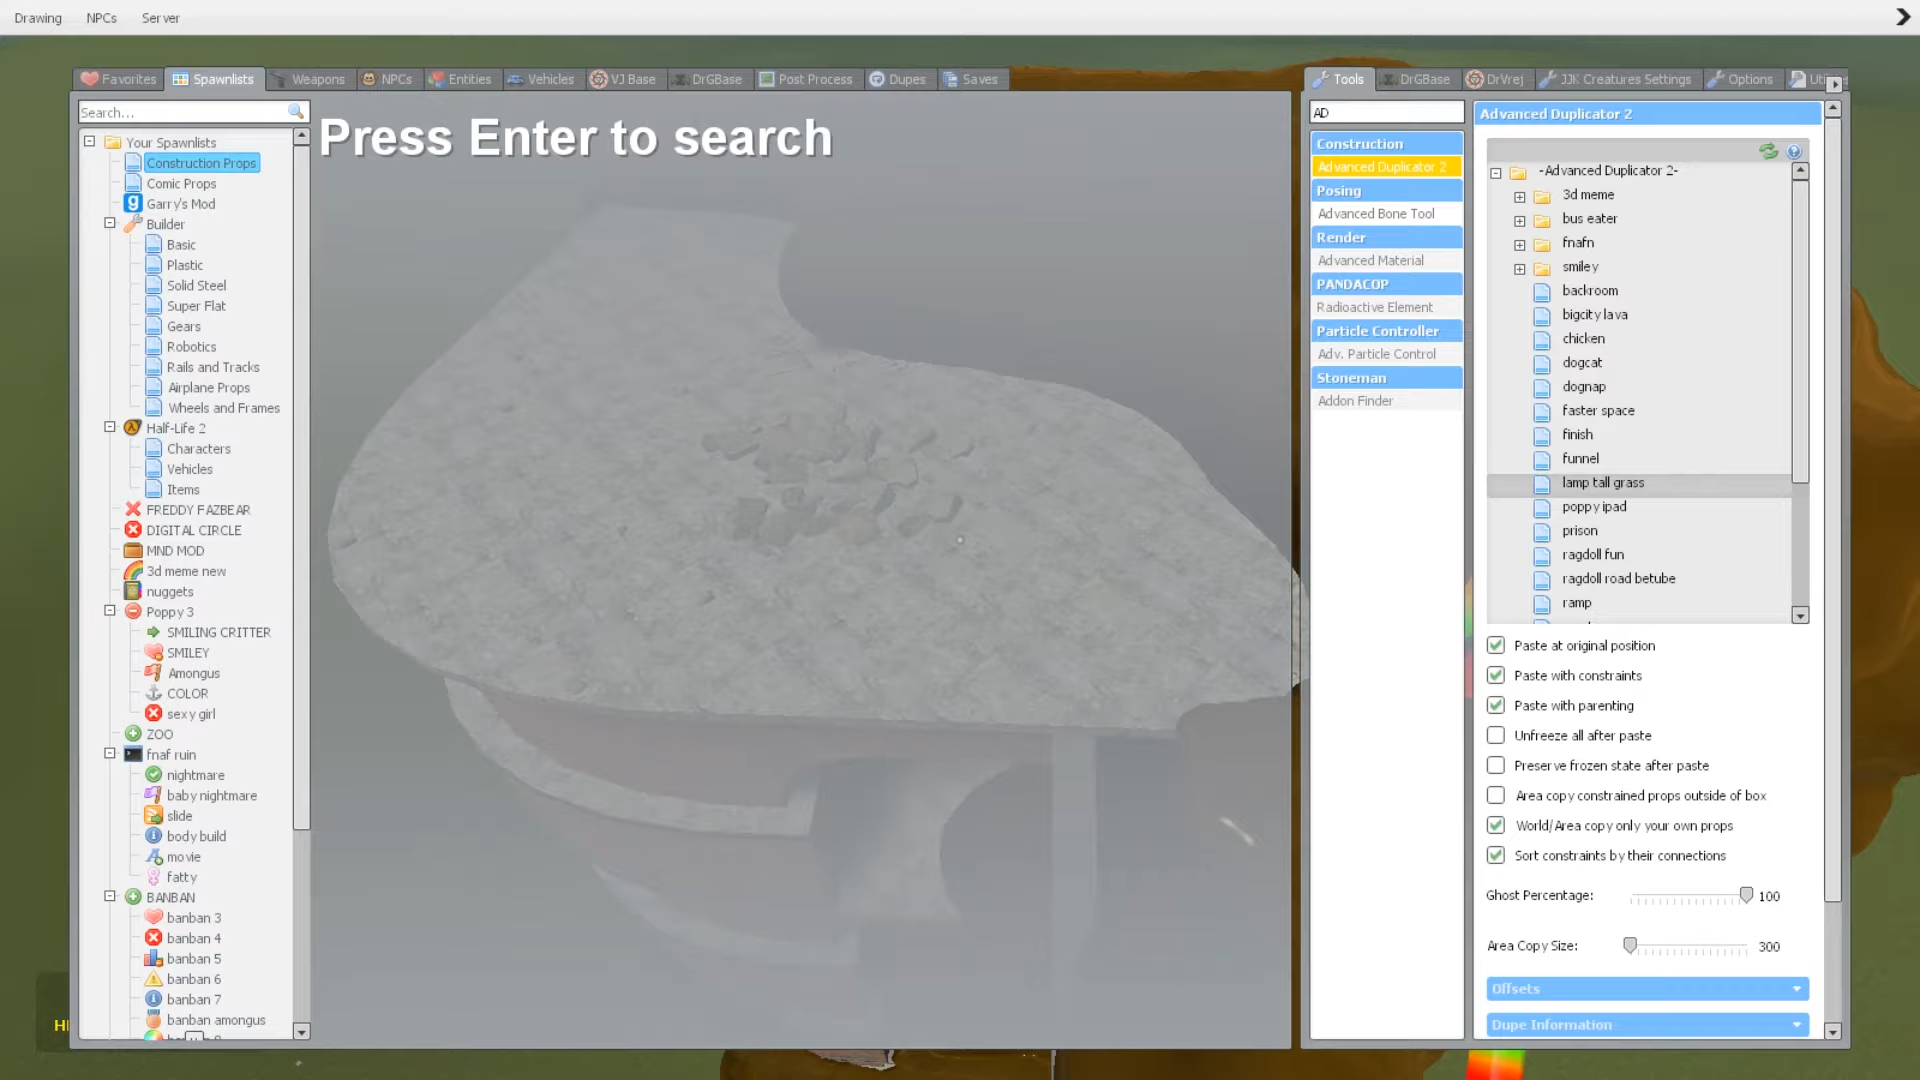 Drawing NPCs Server
Favorites Spawnlists Weapons NPCs Entities Vehicles VJ Base DrGBase Post Process Dupes Saves
Search...
Press Enter to search
Your Spawnlists
Construction Props
Comic Props
Garry's Mod
Builder
Basic
Plastic
Solid Steel
Super Flat
Gears
Robotics
Rails and Tracks
Airplane Props
Wheels and Frames
Half-Life 2
Characters
Vehicles
Items
FREDDY FAZBEAR
DIGITAL CIRCLE
MND MOD
3d meme new
nuggets
Poppy 3
SMILING CRITTER
SMILEY
Amongus
COLOR
sexy girl
ZOO
fnaf ruin
nightmare
baby nightmare
slide
body build
movie
fatty
BANBAN
banban 3
banban 4
banban 5
banban 6
banban 7
banban amongus
Tools DrGBase DrVrej JJK Creatures Settings Options
AD
Construction
Advanced Duplicator 2
Posing
Advanced Bone Tool
Render
Advanced Material
PANDACOP
Radioactive Element
Particle Controller
Adv. Particle Control
Stoneman
Addon Finder
Advanced Duplicator 2
-Advanced Duplicator 2-
3d meme
bus eater
fnafn
smiley
backroom
bigcity lava
chicken
dogcat
dognap
faster space
finish
funnel
lamp tall grass
poppy ipad
prison
ragdoll fun
ragdoll road betube
ramp
Paste at original position
Paste with constraints
Paste with parenting
Unfreeze all after paste
Preserve frozen state after paste
Area copy constrained props outside of box
World/Area copy only your own props
Sort constraints by their connections
Ghost Percentage: 100
Area Copy Size: 300
Offsets
Dupe Information